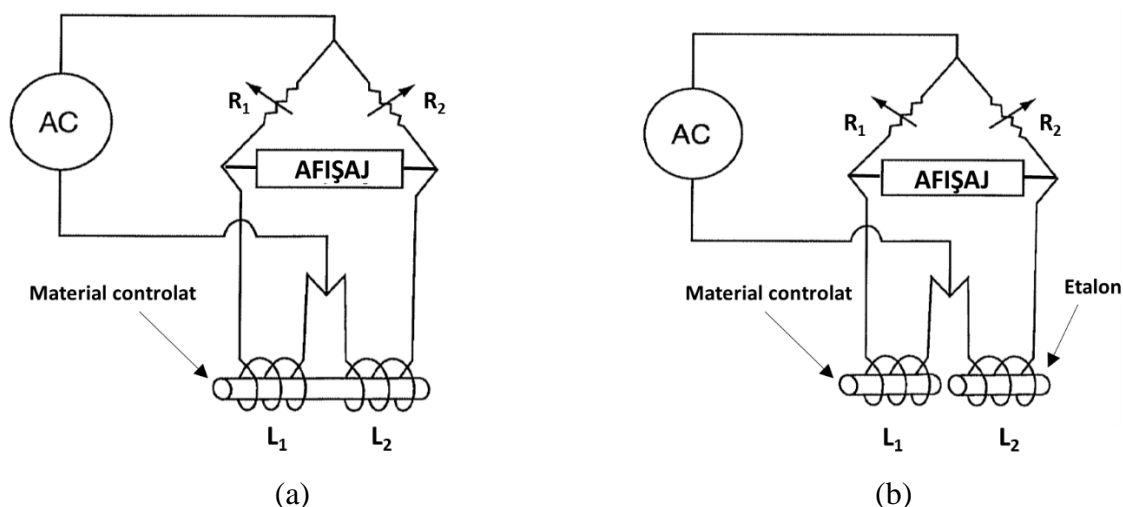 AC
R1
R2
AFIŞAJ
Material controlat
L1
L2
(a)
AC
R1
R2
AFIŞAJ
Material controlat
Etalon
L1
L2
(b)